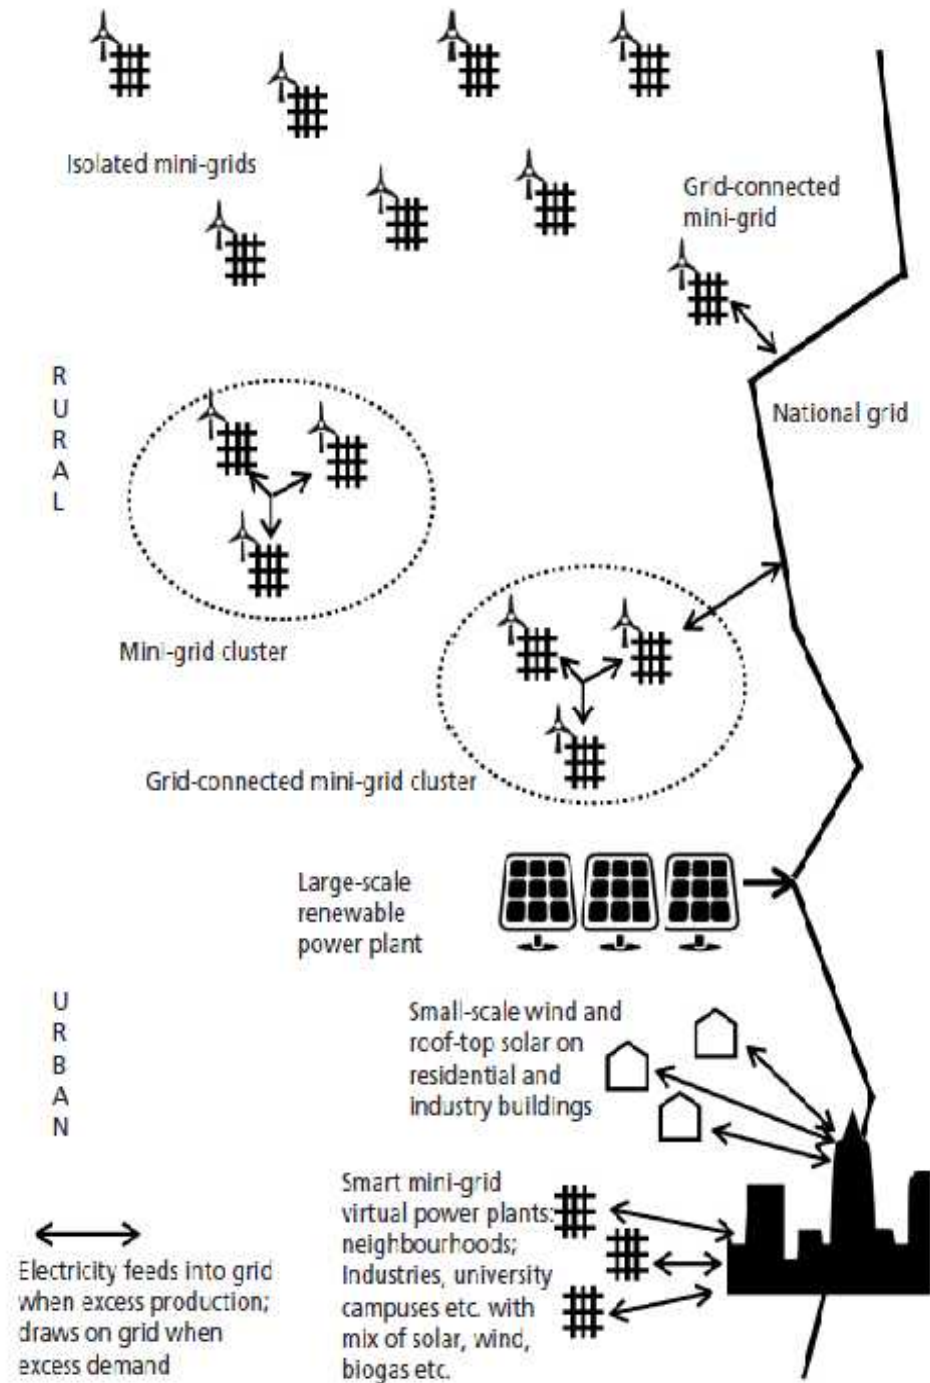 Isolated mini-grids
Grid-connected
mini-grid
R
U
R
A
L
National grid
Mini-grid cluster
Grid-connected mini-grid cluster
Large-scale
renewable
power plant
U
R
B
A
N
Small-scale wind and
roof-top solar on
residential and
industry buildings
Smart mini-grid
virtual power plants:
neighbourhoods;
Industries, university
campuses etc. with
mix of solar, wind,
biogas etc.
Electricity feeds into grid
when excess production;
draws on grid when
excess demand